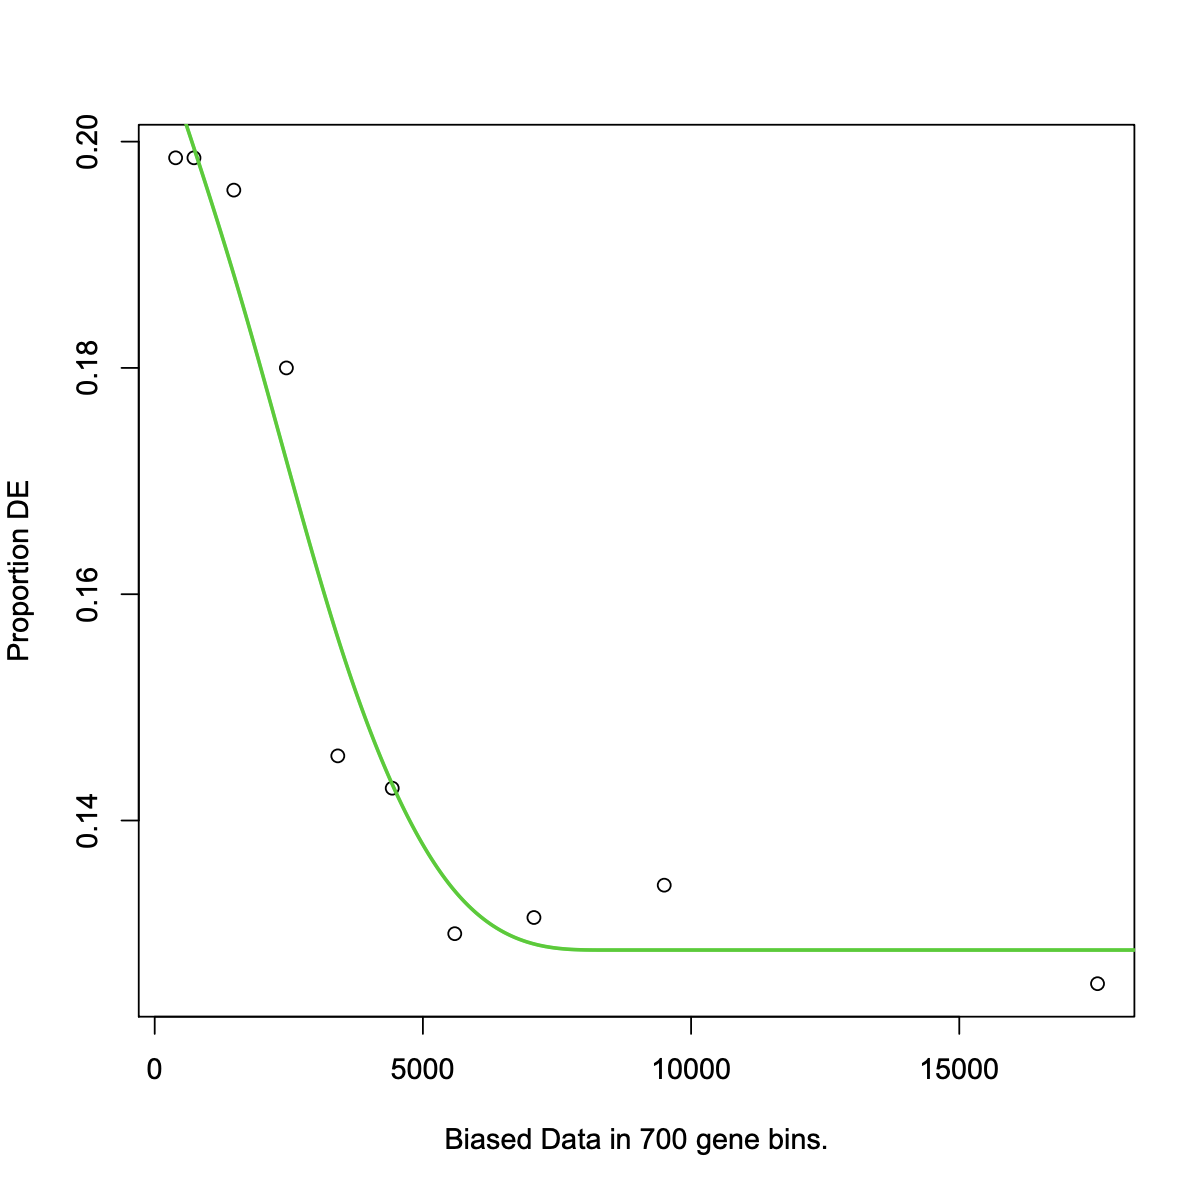 0.20
0.18
0.16
0.14
Proportion DE
0 5000 10000 15000
Biased Data in 700 gene bins.